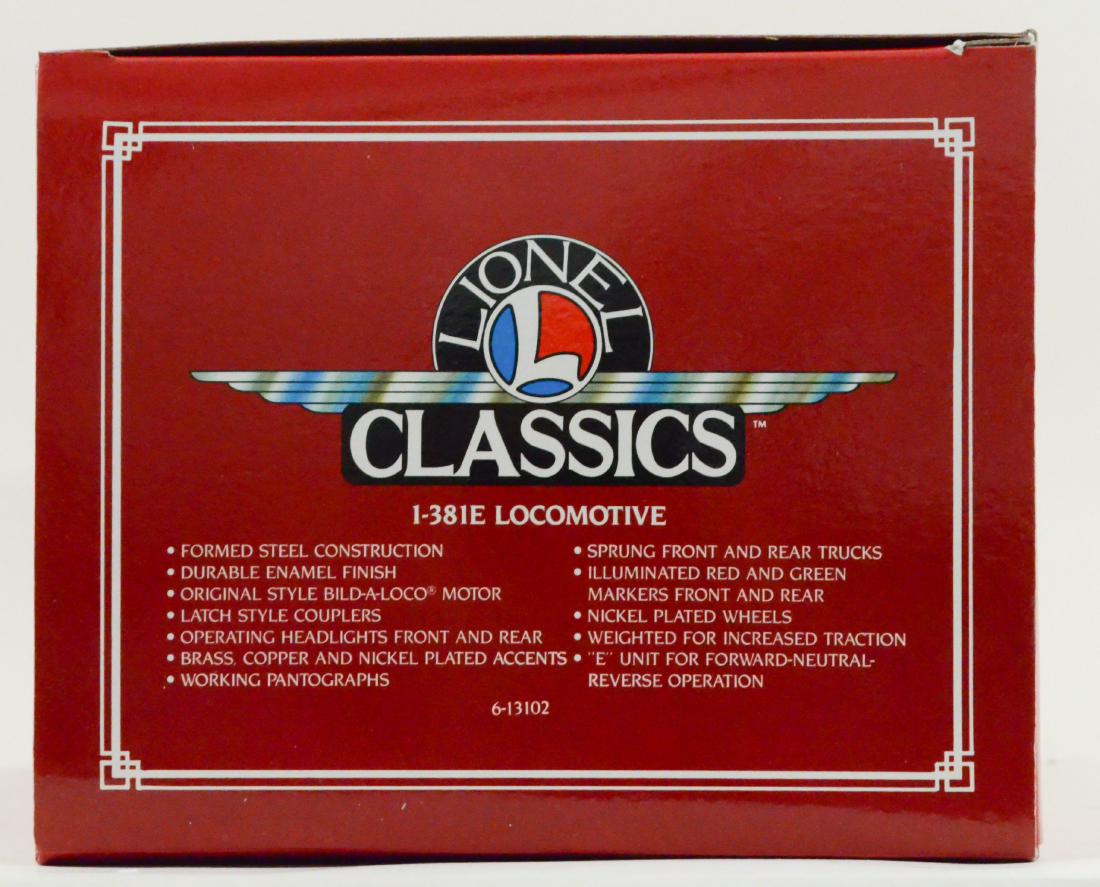 LIONEL
L
CLASSICS™
1-381E LOCOMOTIVE
• FORMED STEEL CONSTRUCTION
• DURABLE ENAMEL FINISH
• ORIGINAL STYLE BILD-A-LOCO® MOTOR
• LATCH STYLE COUPLERS
• OPERATING HEADLIGHTS FRONT AND REAR
• BRASS, COPPER AND NICKEL PLATED ACCENTS
• WORKING PANTOGRAPHS
• SPRUNG FRONT AND REAR TRUCKS
• ILLUMINATED RED AND GREEN
MARKERS FRONT AND REAR
• NICKEL PLATED WHEELS
• WEIGHTED FOR INCREASED TRACTION
• "E" UNIT FOR FORWARD-NEUTRAL-
REVERSE OPERATION
6-13102